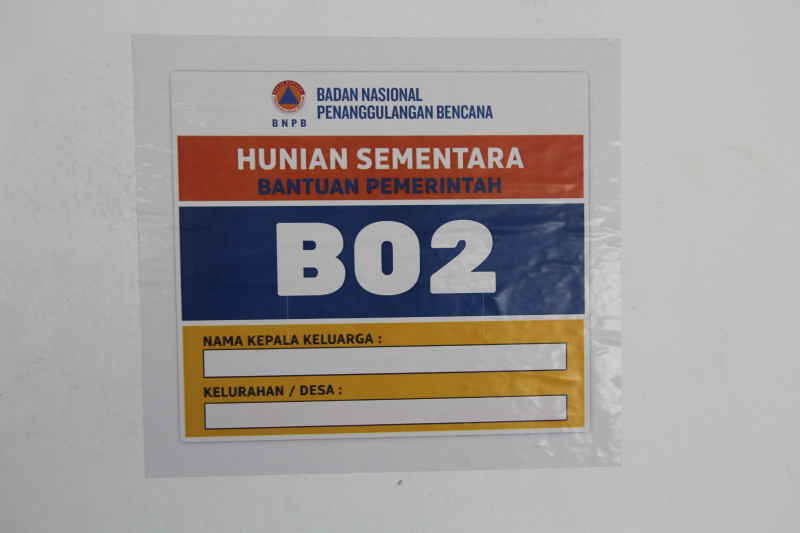 BNPB
BADAN NASIONAL
PENANGGULANGAN BENCANA
HUNIAN SEMENTARA
BANTUAN PEMERINTAH
B02
NAMA KEPALA KELUARGA :
KELURAHAN / DESA :